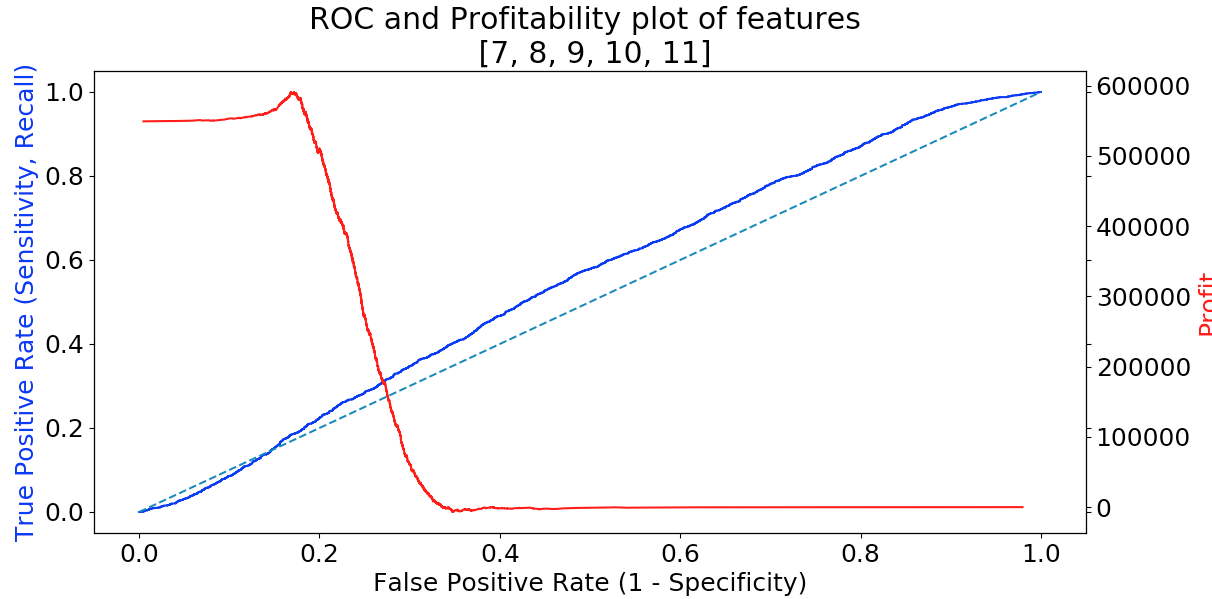 ROC and Profitability plot of features
[7, 8, 9, 10, 11]
True Positive Rate (Sensitivity, Recall)
1.0
0.8
0.6
0.4
0.2
0.0
600000
500000
400000
300000
200000
100000
0
Profit
0.0 0.2 0.4 0.6 0.8 1.0
False Positive Rate (1 - Specificity)